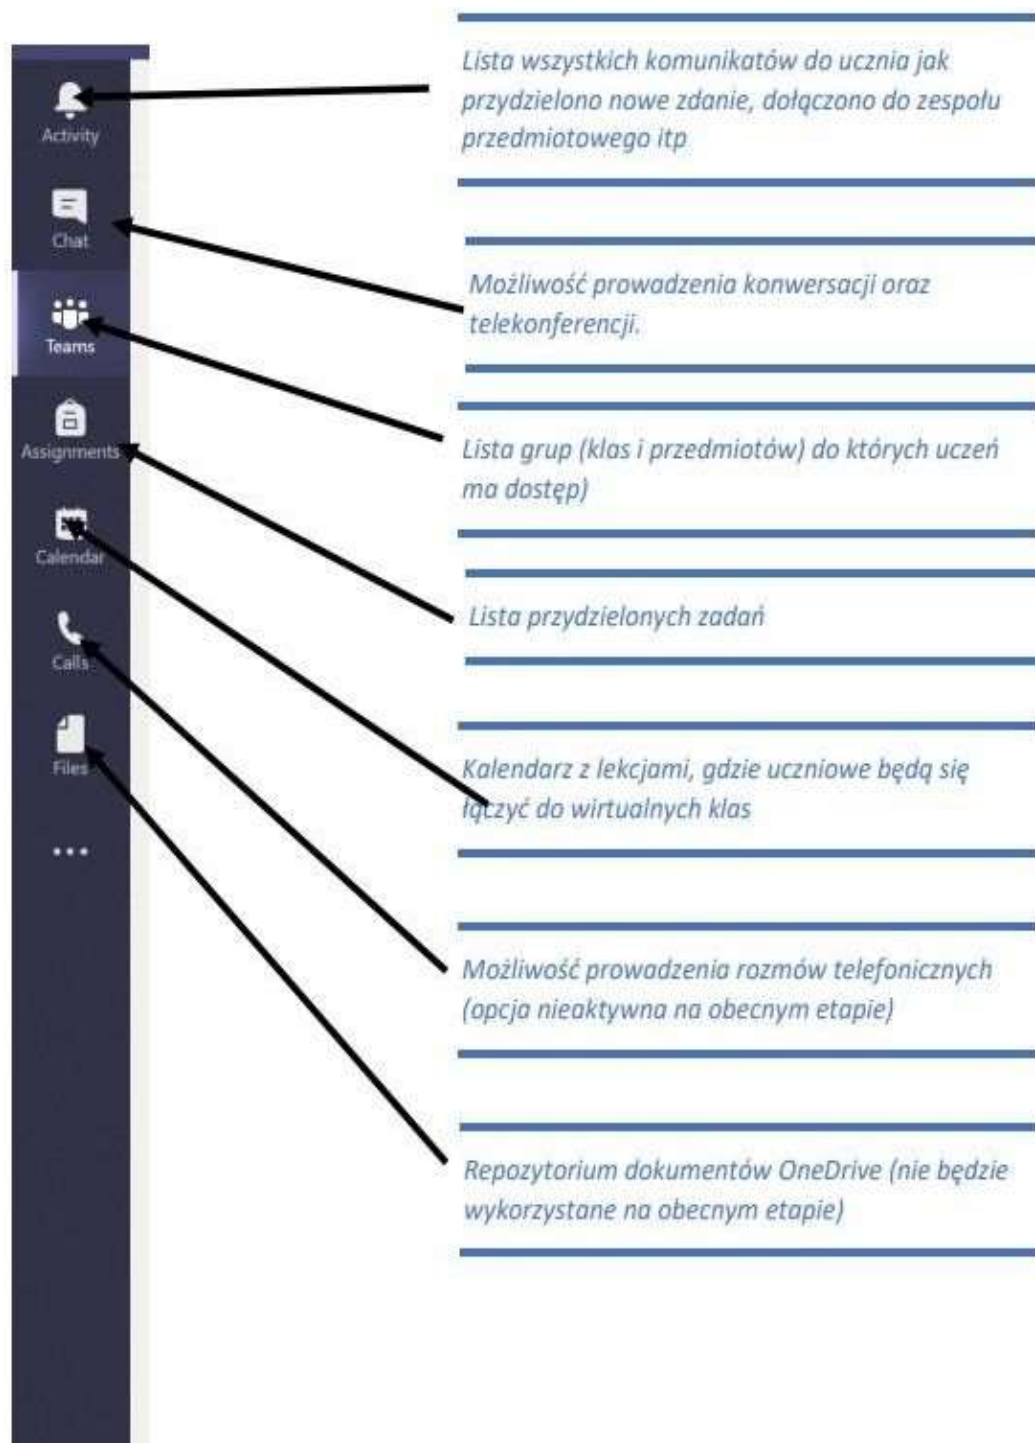 Activity
Chat
Teams
Assignments
Calendar
Calls
Files
Lista wszystkich komunikatów do ucznia jak
przydzielono nowe zdanie, dołączono do zespołu
przedmiotowego itp
Możliwość prowadzenia konwersacji oraz
telekonferencji.
Lista grup (klas i przedmiotów) do których uczeń
ma dostęp)
Lista przydzielonych zadań
Kalendarz z lekcjami, gdzie uczniowe będą się
łączyć do wirtualnych klas
Możliwość prowadzenia rozmów telefonicznych
(opcja nieaktywna na obecnym etapie)
Repozytorium dokumentów OneDrive (nie będzie
wykorzystane na obecnym etapie)